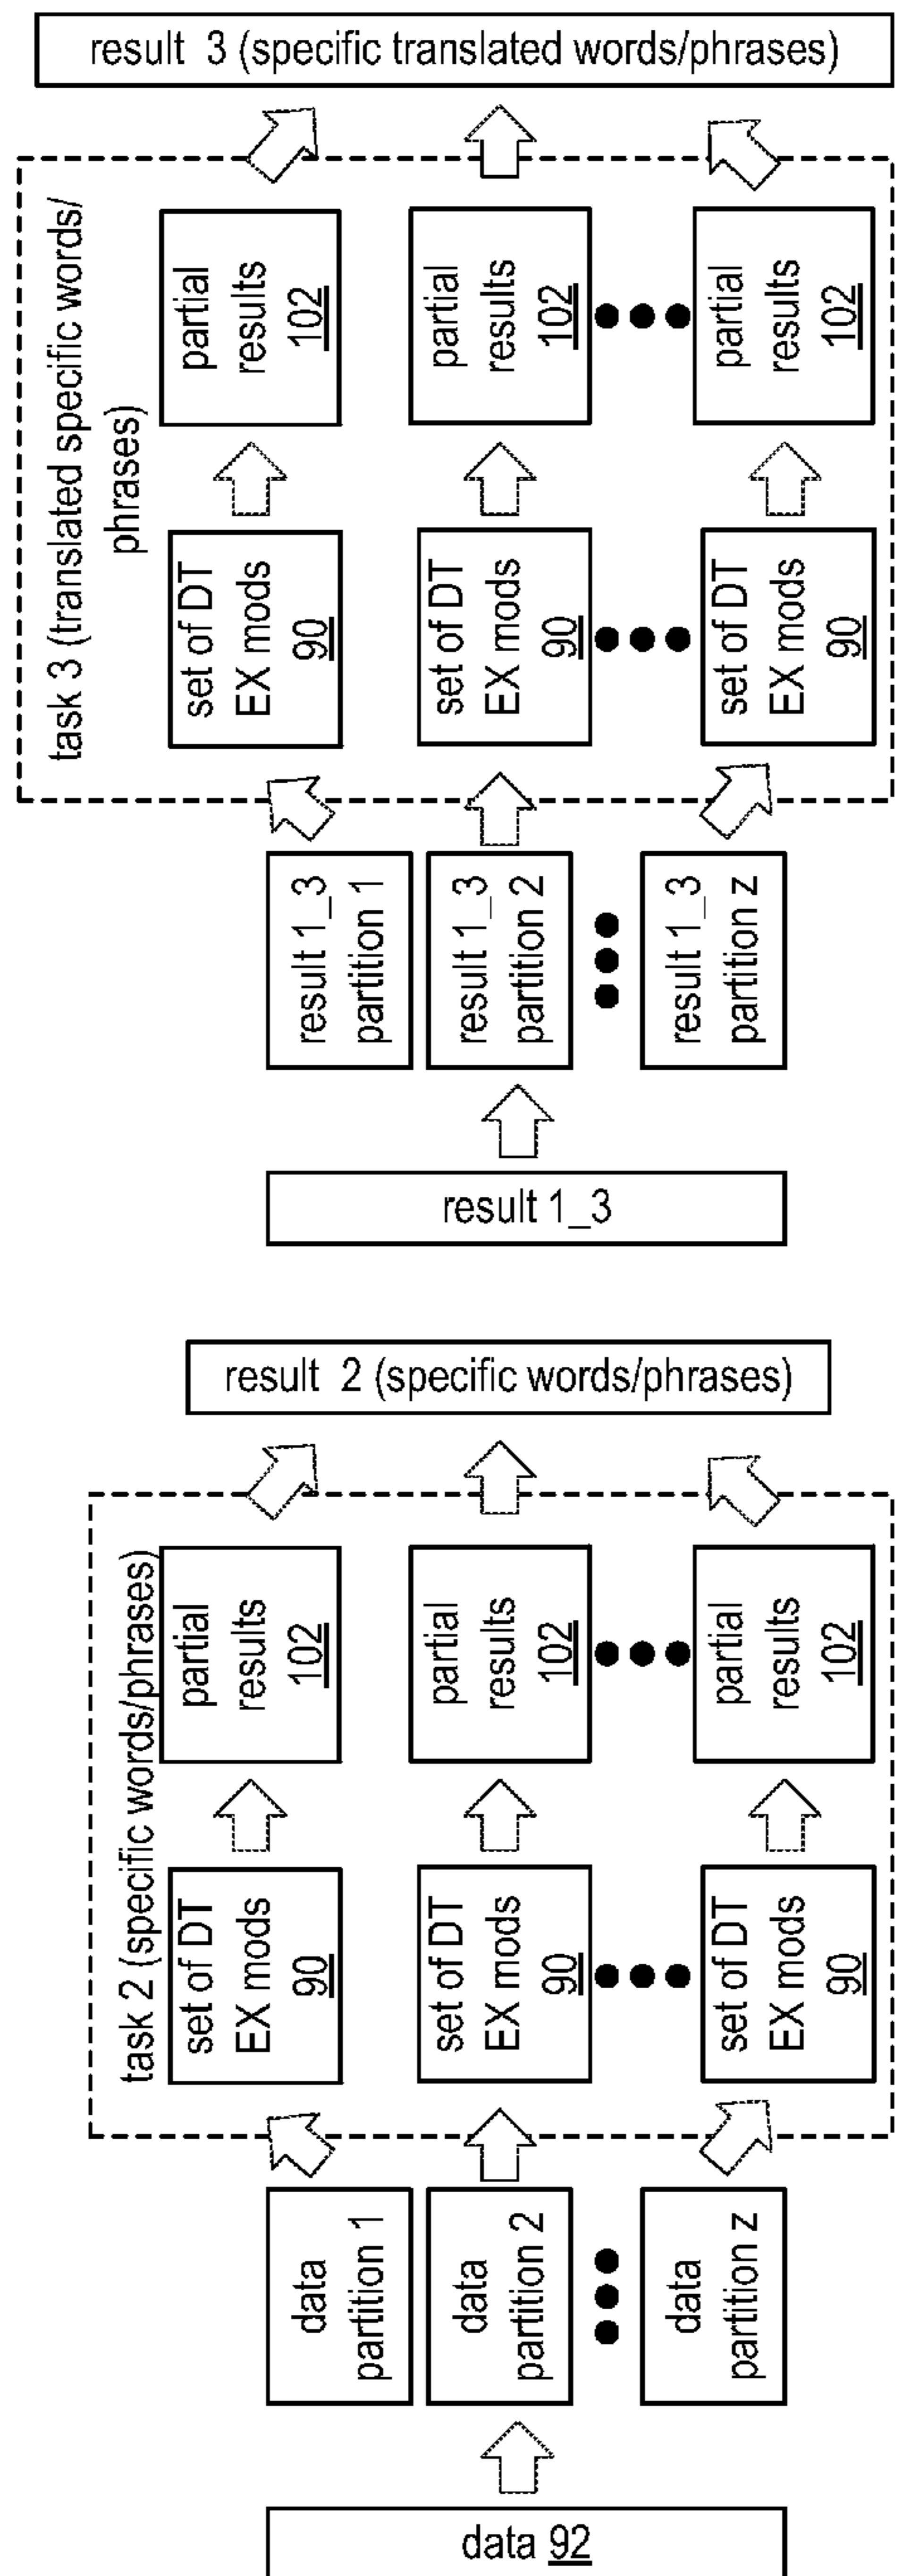 data 92
data
partition 1
data
partition 2
data
partition z
task 2 (specific words/phrases)
set of DT
EX mods
90
set of DT
EX mods
90
set of DT
EX mods
90
partial
results
102
partial
results
102
partial
results
102
result 2 (specific words/phrases)
result 1_3
result 1_3
partition 1
result 1_3
partition 2
result 1_3
partition z
task 3 (translated specific words/
phrases)
set of DT
EX mods
90
set of DT
EX mods
90
set of DT
EX mods
90
partial
results
102
partial
results
102
partial
results
102
result 3 (specific translated words/phrases)